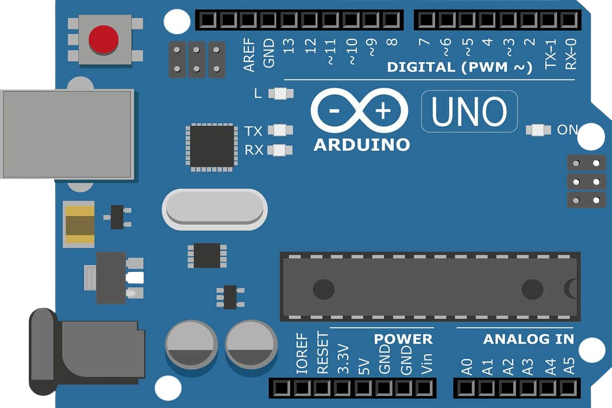 AREF GND 13 12 ~11 ~10 ~9 8 7 ~6 ~5 4 ~3 2 TX-1 RX-0
DIGITAL (PWM ~)
L
TX
RX
UNO
ON
ARDUINO
POWER
ANALOG IN
IOREF RESET 3.3V 5V GND GND Vin A0 A1 A2 A3 A4 A5